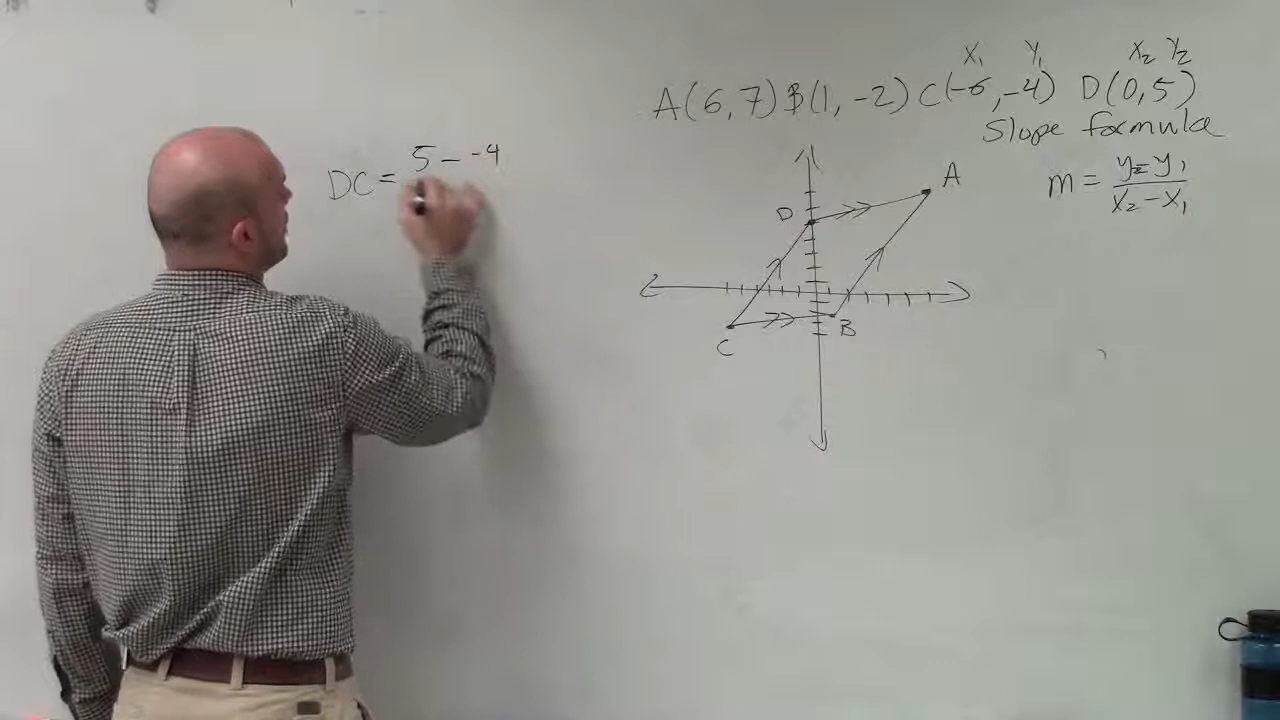 X₁ Y₁ X₂ Y₂
A(6,7) B(1,-2) C(-6,-4) D(0,5)
Slope formula
m = y₂-y₁ / x₂-x₁
DC = 5 - -4
A
D
B
C